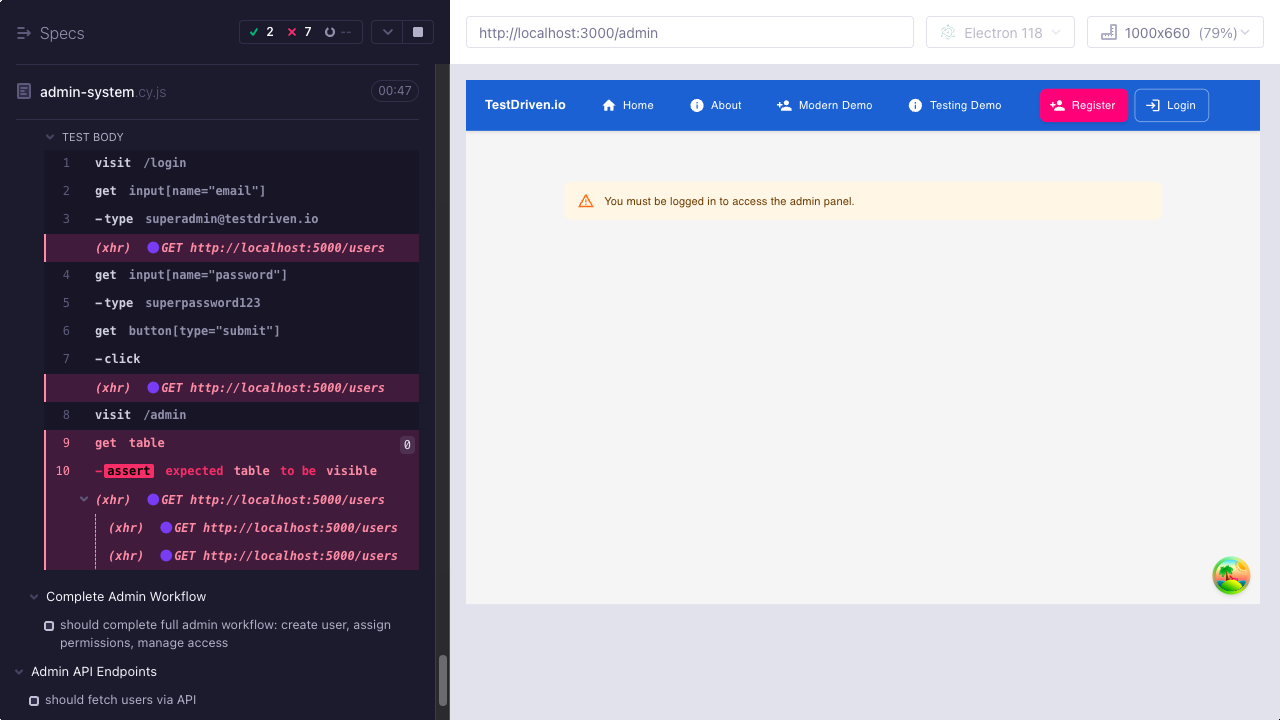 Specs
2
7
--
http://localhost:3000/admin
Electron 118
1000x660 (79%)
admin-system.cy.js
00:47
TestDriven.io
Home
About
Modern Demo
Testing Demo
Register
Login
You must be logged in to access the admin panel.
TEST BODY
1 visit /login
2 get input[name="email"]
3 -type superadmin@testdriven.io
(xhr) GET http://localhost:5000/users
4 get input[name="password"]
5 -type superpassword123
6 get button[type="submit"]
7 -click
(xhr) GET http://localhost:5000/users
8 visit /admin
9 get table 0
10 -assert expected table to be visible
(xhr) GET http://localhost:5000/users
(xhr) GET http://localhost:5000/users
(xhr) GET http://localhost:5000/users
Complete Admin Workflow
should complete full admin workflow: create user, assign
permissions, manage access
Admin API Endpoints
should fetch users via API